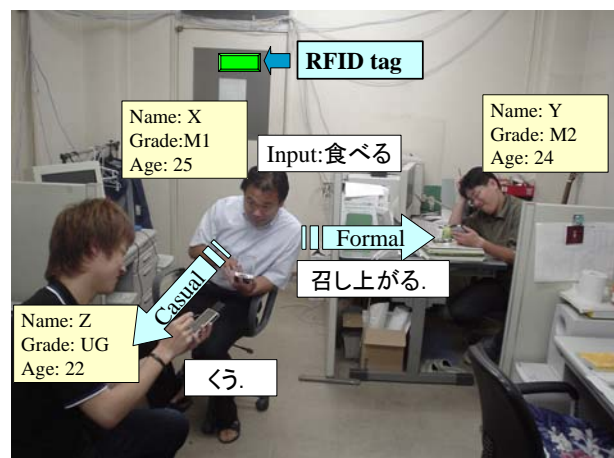 RFID tag
Name: X
Grade:M1
Age: 25
Input:食べる
Name: Y
Grade: M2
Age: 24
Formal
召し上がる.
Casual
Name: Z
Grade: UG
Age: 22
くう.